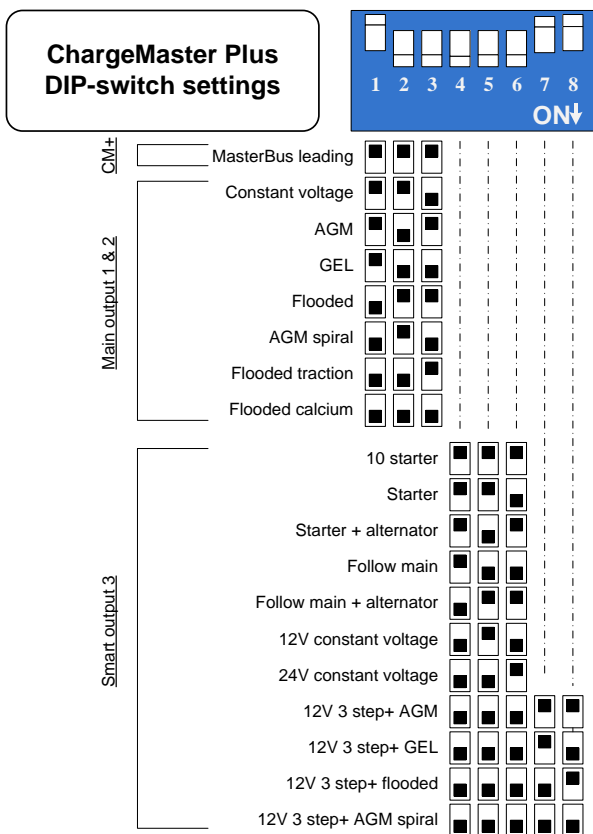 ChargeMaster Plus
DIP-switch settings
1 2 3 4 5 6 7 8
ON
CM+
MasterBus leading
Main output 1 & 2
Constant voltage
AGM
GEL
Flooded
AGM spiral
Flooded traction
Flooded calcium
Smart output 3
10 starter
Starter
Starter + alternator
Follow main
Follow main + alternator
12V constant voltage
24V constant voltage
12V 3 step+ AGM
12V 3 step+ GEL
12V 3 step+ flooded
12V 3 step+ AGM spiral